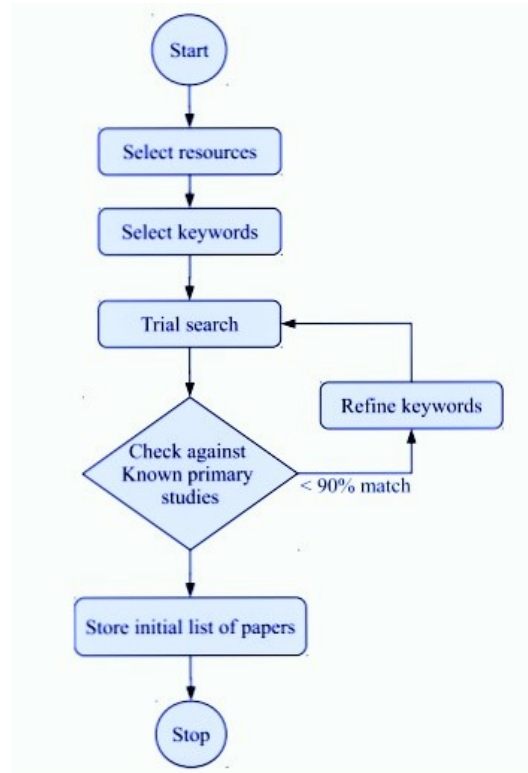 Start
Select resources
Select keywords
Trial search
Refine keywords
Check against
Known primary
studies
< 90% match
Store initial list of papers
Stop